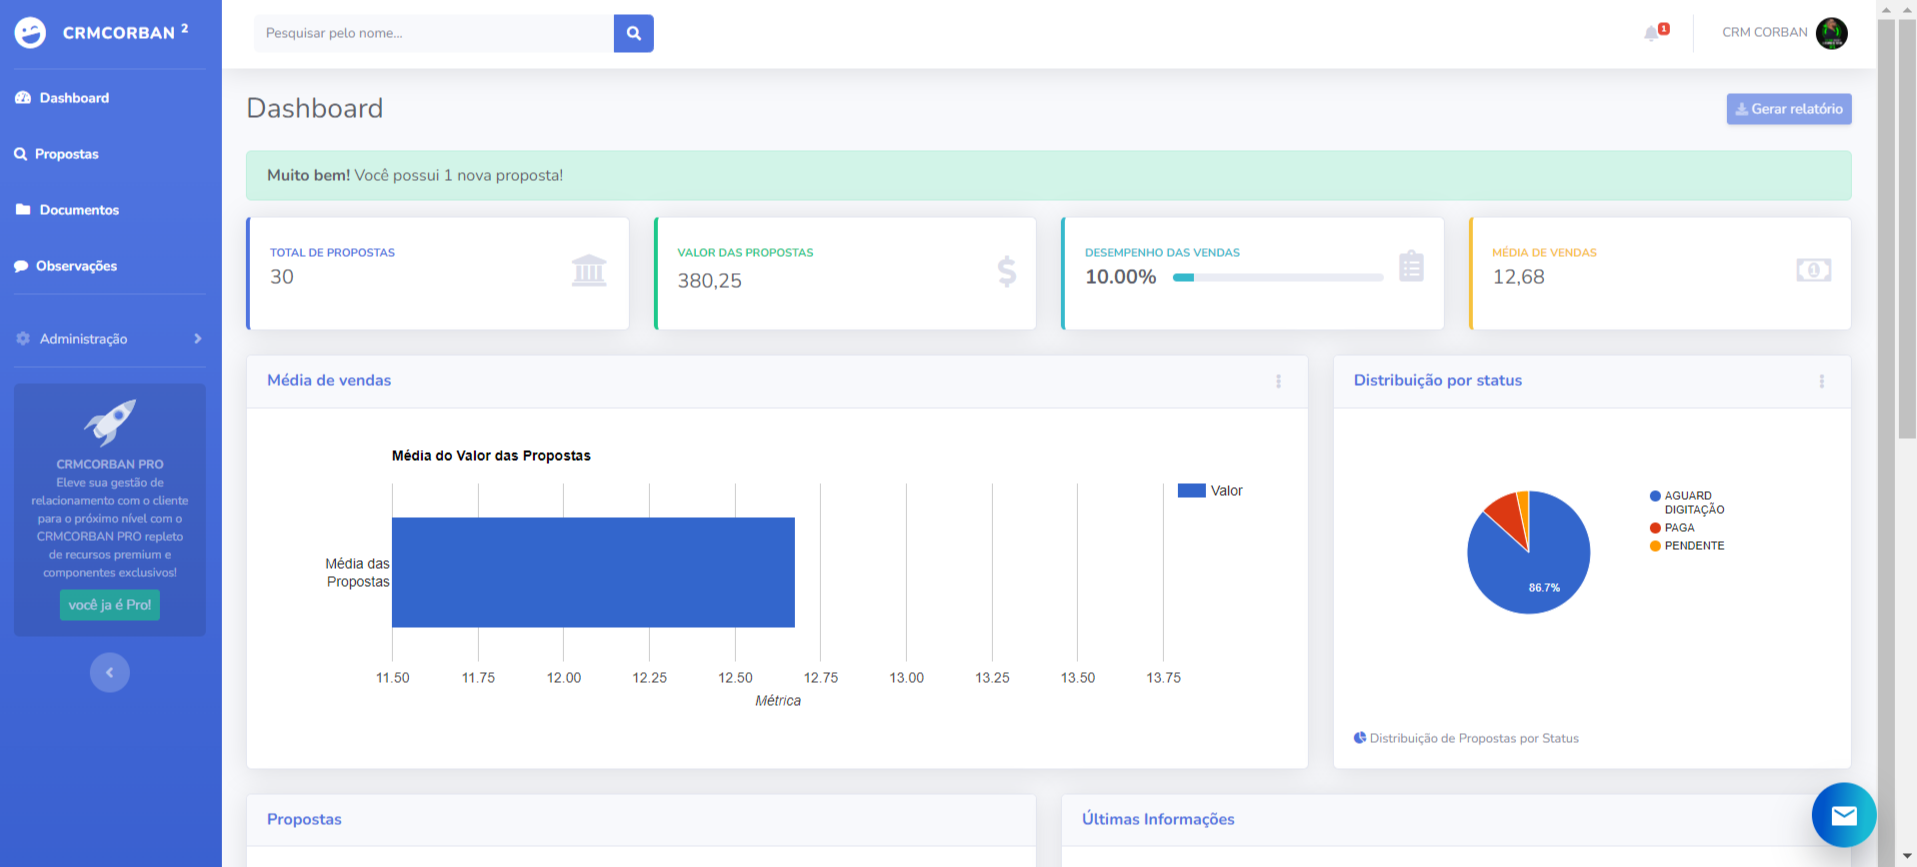 CRMCORBAN 2
Pesquisar pelo nome...
1
CRM CORBAN
Dashboard
Propostas
Documentos
Observações
Administração
CRMCORBAN PRO
Eleve sua gestão de
relacionamento com o cliente
para o próximo nível com o
CRMCORBAN PRO repleto
de recursos premium e
componentes exclusivos!
você ja é Pro!
Dashboard
Gerar relatório
Muito bem! Você possui 1 nova proposta!
TOTAL DE PROPOSTAS
30
VALOR DAS PROPOSTAS
380,25
DESEMPENHO DAS VENDAS
10.00%
MÉDIA DE VENDAS
12,68
Média de vendas
Média do Valor das Propostas
Valor
Média das
Propostas
11.50 11.75 12.00 12.25 12.50 12.75 13.00 13.25 13.50 13.75
Métrica
Distribuição por status
AGUARD
DIGITAÇÃO
PAGA
PENDENTE
86.7%
Distribuição de Propostas por Status
Propostas
Últimas Informações